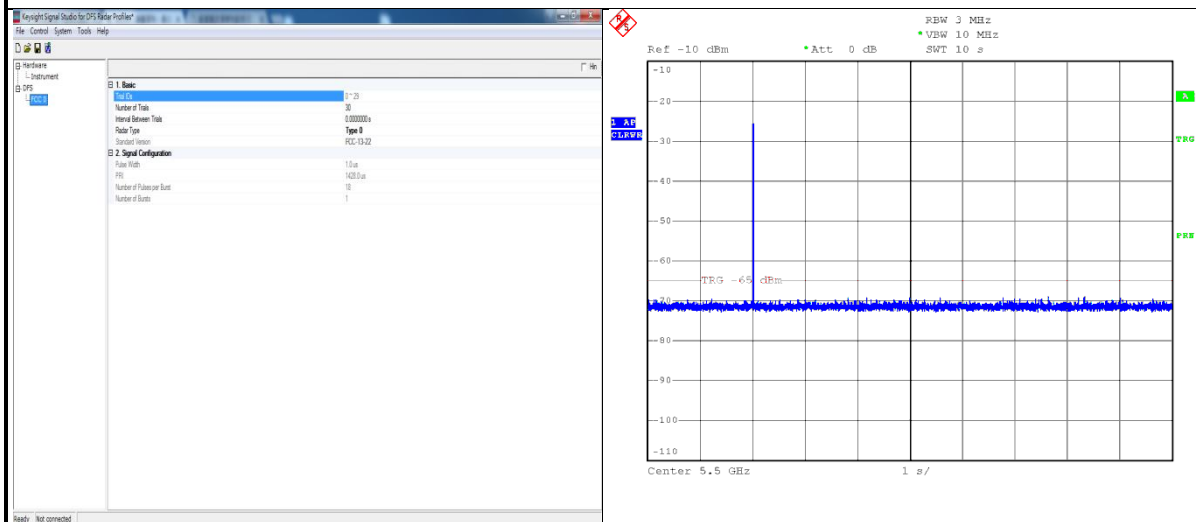 Keysight Signal Studio for DFS Radar Profiles*
File Control System Tools Help
Hardware
Instrument
DFS
FCC 0
1. Basic
Trial IDs 0 ~ 29
Number of Trials 30
Interval Between Trials 0.0000000 s
Radar Type Type 0
Standard Version FCC-13-22
2. Signal Configuration
Pulse Width 1.0 us
PRI 1428.0 us
Number of Pulses per Burst 18
Number of Bursts 1
Ready Not connected
R S
RBW 3 MHz
*VBW 10 MHz
Ref -10 dBm *Att 0 dB SWT 10 s
-10
-20
A
1 AP
CLRWR
-30
TRG
-40
-50
PRN
-60
TRG -65 dBm
-70
-80
-90
-100
-110
Center 5.5 GHz 1 s/